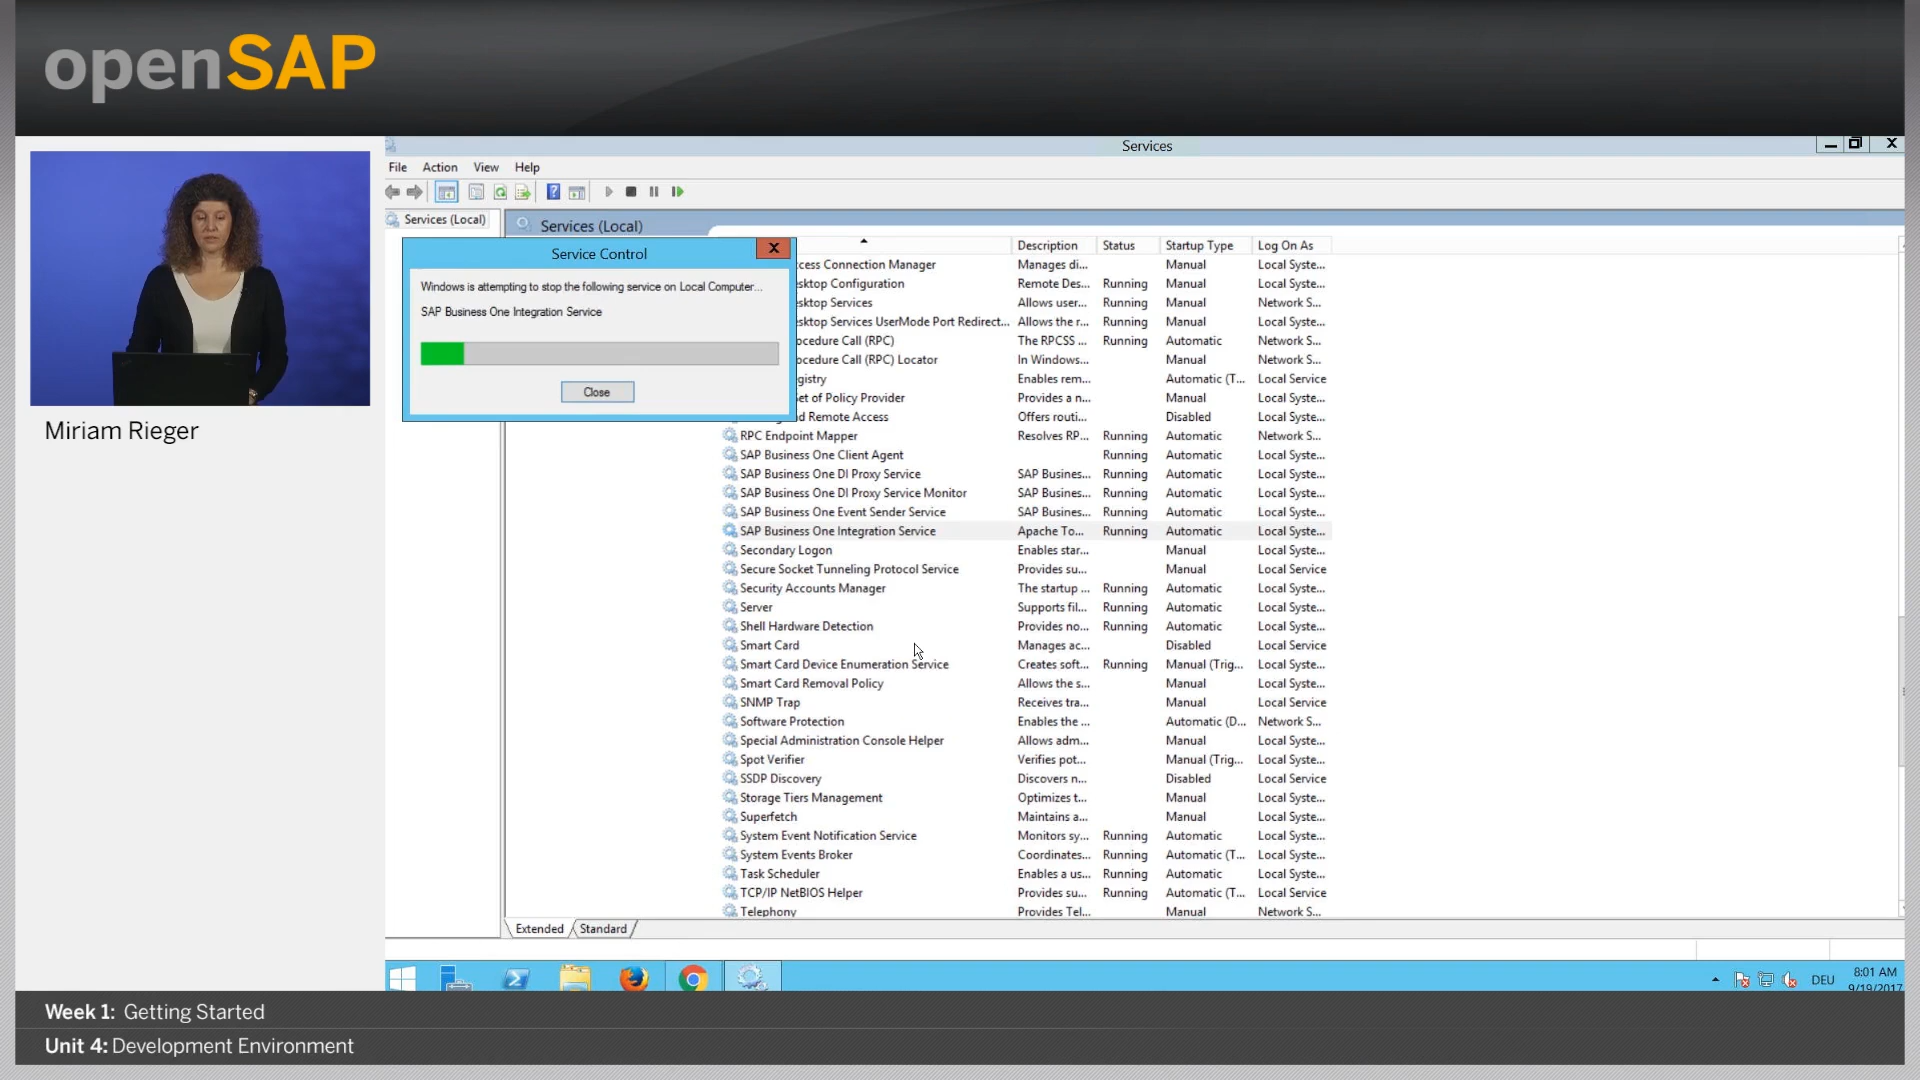 openSAP
Services
File Action View Help
Services (Local)
Services (Local)
Service Control
Windows is attempting to stop the following service on Local Computer...
SAP Business One Integration Service
Close
Description Status Startup Type Log On As
cess Connection Manager Manages di... Manual Local Syste...
sktop Configuration Remote Des... Running Manual Local Syste...
sktop Services Allows user... Running Manual Network S...
sktop Services UserMode Port Redirect... Allows the r... Running Manual Local Syste...
ocedure Call (RPC) The RPCSS ... Running Automatic Network S...
ocedure Call (RPC) Locator In Windows... Manual Network S...
gistry Enables rem... Automatic (T... Local Service
et of Policy Provider Provides a n... Manual Local Syste...
d Remote Access Offers routi... Disabled Local Syste...
RPC Endpoint Mapper Resolves RP... Running Automatic Network S...
SAP Business One Client Agent Running Automatic Local Syste...
SAP Business One DI Proxy Service SAP Busines... Running Automatic Local Syste...
SAP Business One DI Proxy Service Monitor SAP Busines... Running Automatic Local Syste...
SAP Business One Event Sender Service SAP Busines... Running Automatic Local Syste...
SAP Business One Integration Service Apache To... Running Automatic Local Syste...
Secondary Logon Enables star... Manual Local Syste...
Secure Socket Tunneling Protocol Service Provides su... Manual Local Service
Security Accounts Manager The startup ... Running Automatic Local Syste...
Server Supports fil... Running Automatic Local Syste...
Shell Hardware Detection Provides no... Running Automatic Local Syste...
Smart Card Manages ac... Disabled Local Service
Smart Card Device Enumeration Service Creates soft... Running Manual (Trig... Local Syste...
Smart Card Removal Policy Allows the s... Manual Local Syste...
SNMP Trap Receives tra... Manual Local Service
Software Protection Enables the ... Automatic (D... Network S...
Special Administration Console Helper Allows adm... Manual Local Syste...
Spot Verifier Verifies pot... Manual (Trig... Local Syste...
SSDP Discovery Discovers n... Disabled Local Service
Storage Tiers Management Optimizes t... Manual Local Syste...
Superfetch Maintains a... Manual Local Syste...
System Event Notification Service Monitors sy... Running Automatic Local Syste...
System Events Broker Coordinates... Running Automatic (T... Local Syste...
Task Scheduler Enables a us... Running Automatic Local Syste...
TCP/IP NetBIOS Helper Provides su... Running Automatic (T... Local Service
Telephony Provides Tel... Manual Network S...
Extended Standard
Miriam Rieger
DEU 8:01 AM
9/19/2017
Week 1: Getting Started
Unit 4: Development Environment